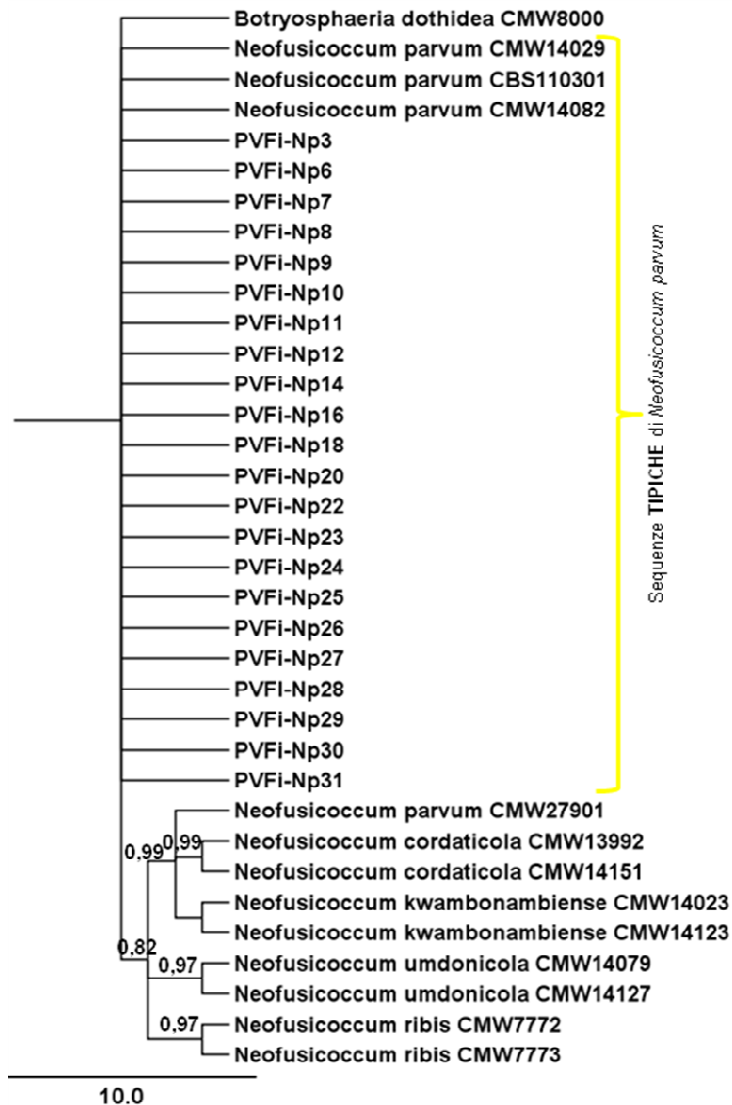 Botryosphaeria dothidea CMW8000
Neofusicoccum parvum CMW14029
Neofusicoccum parvum CBS110301
Neofusicoccum parvum CMW14082
PVFi-Np3
PVFi-Np6
PVFi-Np7
PVFi-Np8
PVFi-Np9
PVFi-Np10
PVFi-Np11
PVFi-Np12
PVFi-Np14
PVFi-Np16
PVFi-Np18
PVFi-Np20
PVFi-Np22
PVFi-Np23
PVFi-Np24
PVFi-Np25
PVFi-Np26
PVFi-Np27
PVFI-Np28
PVFi-Np29
PVFi-Np30
PVFi-Np31
Sequenze TIPICHE di Neofusicoccum parvum
Neofusicoccum parvum CMW27901
0,99
Neofusicoccum cordaticola CMW13992
0,99
Neofusicoccum cordaticola CMW14151
Neofusicoccum kwambonambiense CMW14023
Neofusicoccum kwambonambiense CMW14123
0,82
0,97
Neofusicoccum umdonicola CMW14079
Neofusicoccum umdonicola CMW14127
0,97
Neofusicoccum ribis CMW7772
Neofusicoccum ribis CMW7773
10.0